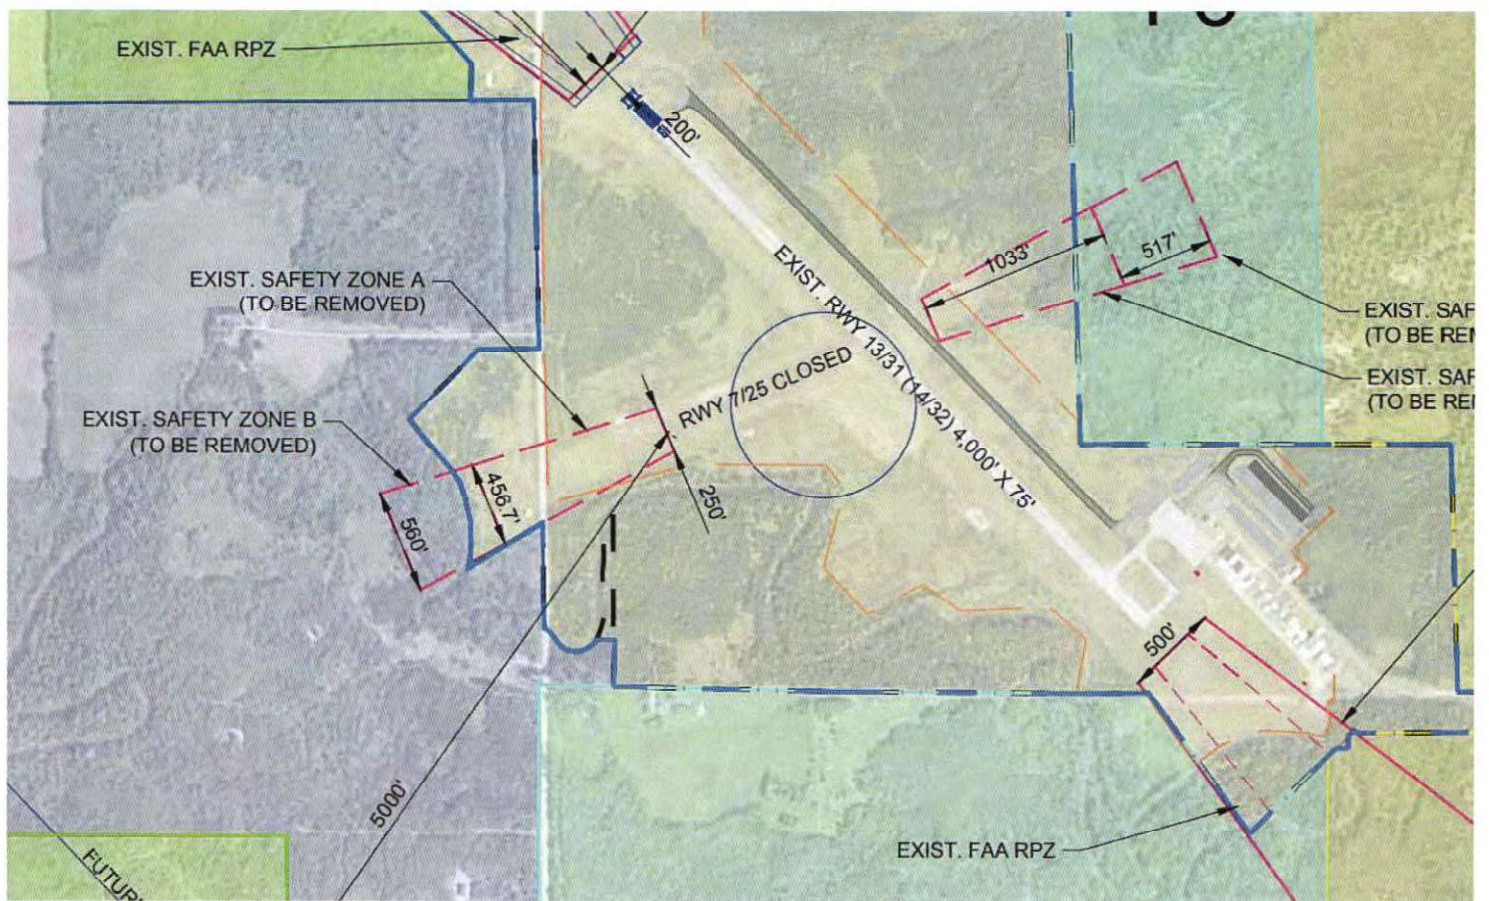 EXIST. FAA RPZ
200'
EXIST. SAFETY ZONE A
(TO BE REMOVED)
1033'
517'
EXIST. SAF
(TO BE REM
EXIST. SAF
(TO BE REM
EXIST. RWY 13/31 (14/32) 4,000' X 75'
RWY 7/25 CLOSED
EXIST. SAFETY ZONE B
(TO BE REMOVED)
456.7'
560'
250'
500'
5000'
EXIST. FAA RPZ